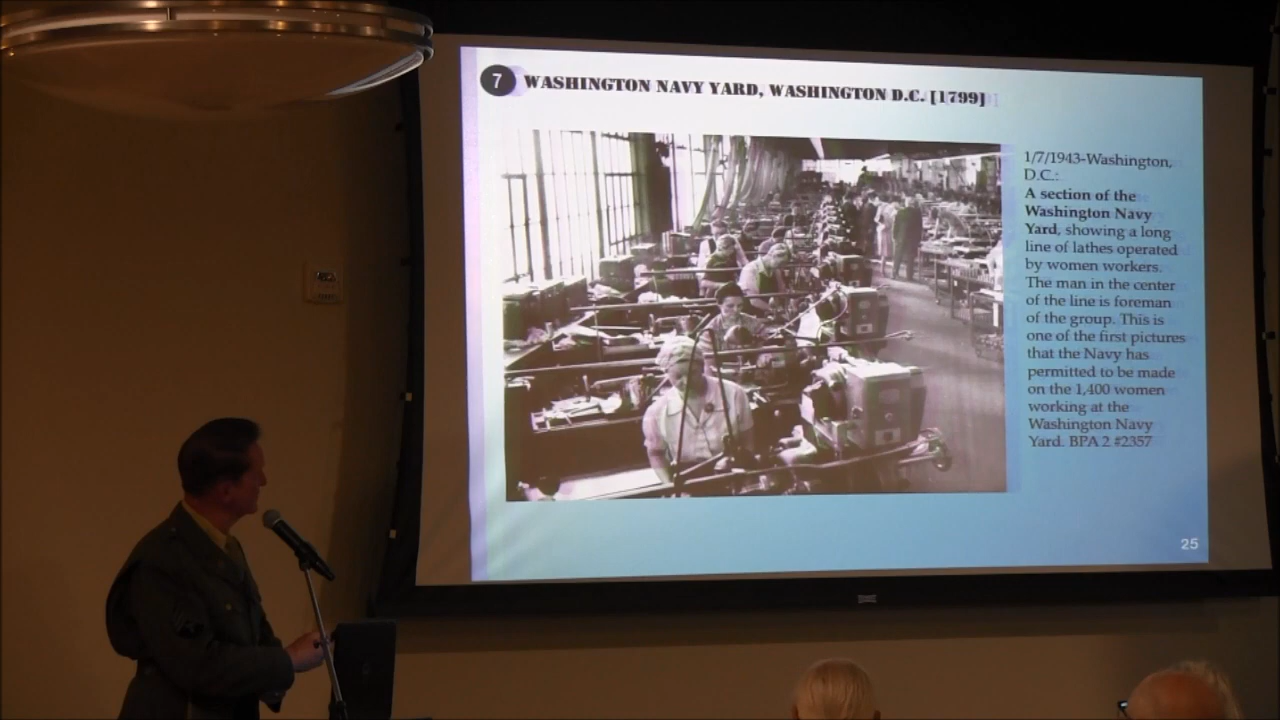 7 WASHINGTON NAVY YARD, WASHINGTON D.C. [1799]
1/7/1943-Washington,
D.C.:
A section of the
Washington Navy
Yard, showing a long
line of lathes operated
by women workers.
The man in the center
of the line is foreman
of the group. This is
one of the first pictures
that the Navy has
permitted to be made
on the 1,400 women
working at the
Washington Navy
Yard. BPA 2 #2357
25